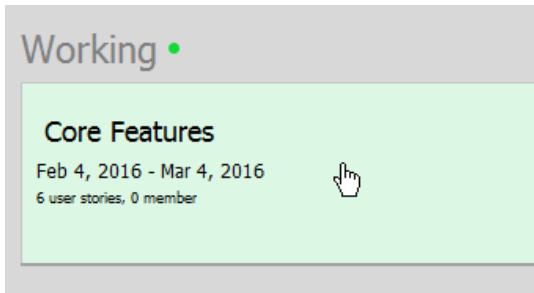 Working
Core Features
Feb 4, 2016 - Mar 4, 2016
6 user stories, 0 member